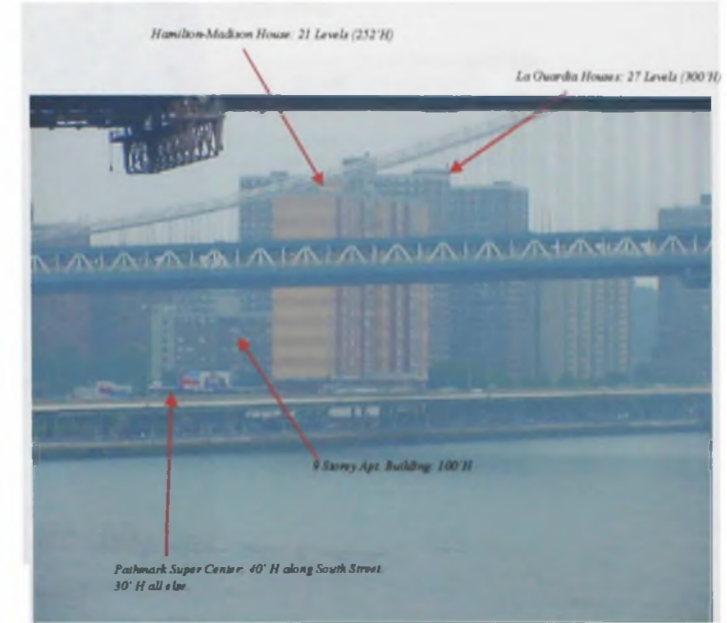 Hamilton-Madison House: 21 Levels (252'H)
La Guardia Houses: 27 Levels (300'H)
9 Storey Apt. Building: 100'H
Pathmark Super Center: 40' H along South Street.
30' H all else.